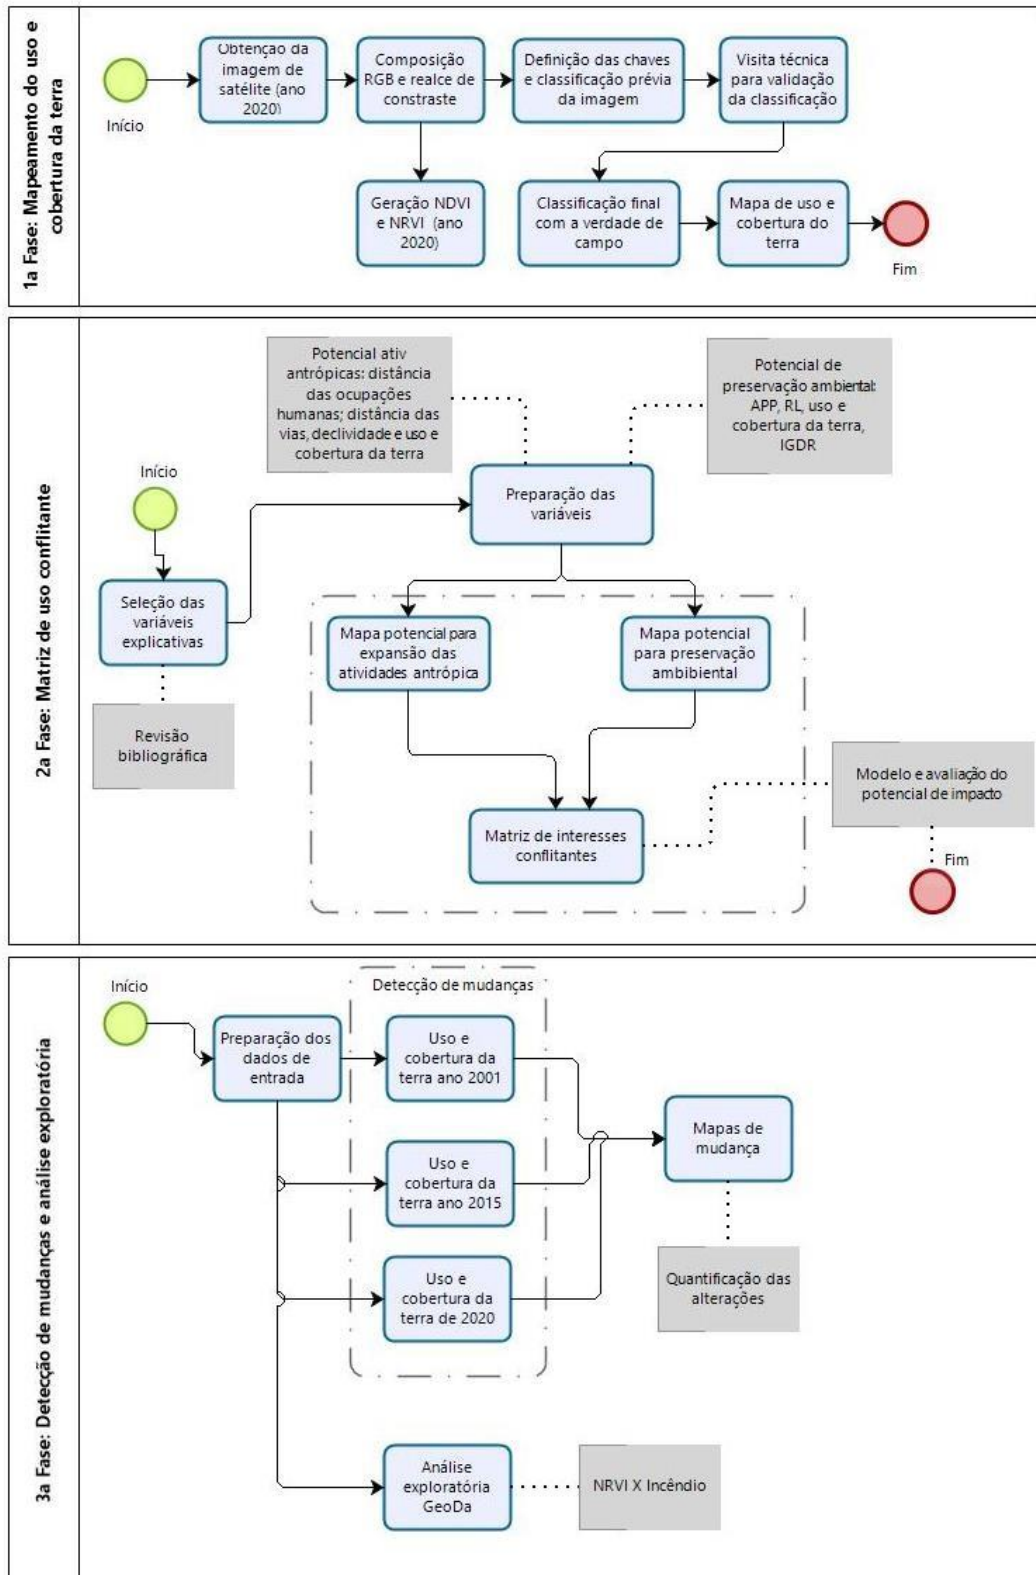 1a Fase: Mapeamento do uso e
cobertura da terra
Início
Obtenção da
imagem de
satélite (ano
2020)
Composição
RGB e realce de
constraste
Definição das chaves
e classificação prévia
da imagem
Visita técnica
para validação
da classificação
Geração NDVI
e NRVI (ano
2020)
Classificação final
com a verdade de
campo
Mapa de uso e
cobertura do
terra
Fim
2a Fase: Matriz de uso conflitante
Potencial ativ
antrópicas: distância
das ocupações
humanas; distância das
vias, declividade e uso e
cobertura da terra
Potencial de
preservação ambiental:
APP, RL, uso e
cobertura da terra,
IGDR
Início
Preparação das
variáveis
Seleção das
variáveis
explicativas
Mapa potencial para
expansão das
atividades antrópica
Mapa potencial
para preservação
ambibiental
Revisão
bibliográfica
Modelo e avaliação do
potencial de impacto
Matriz de interesses
conflitantes
Fim
3a Fase: Detecção de mudanças e análise exploratória
Início
Detecção de mudanças
Preparação dos
dados de
entrada
Uso e
cobertura da
terra ano 2001
Mapas de
mudança
Uso e
cobertura da
terra ano 2015
Quantificação das
alterações
Uso e
cobertura da
terra de 2020
Análise
exploratória
GeoDa
NRVI X Incêndio